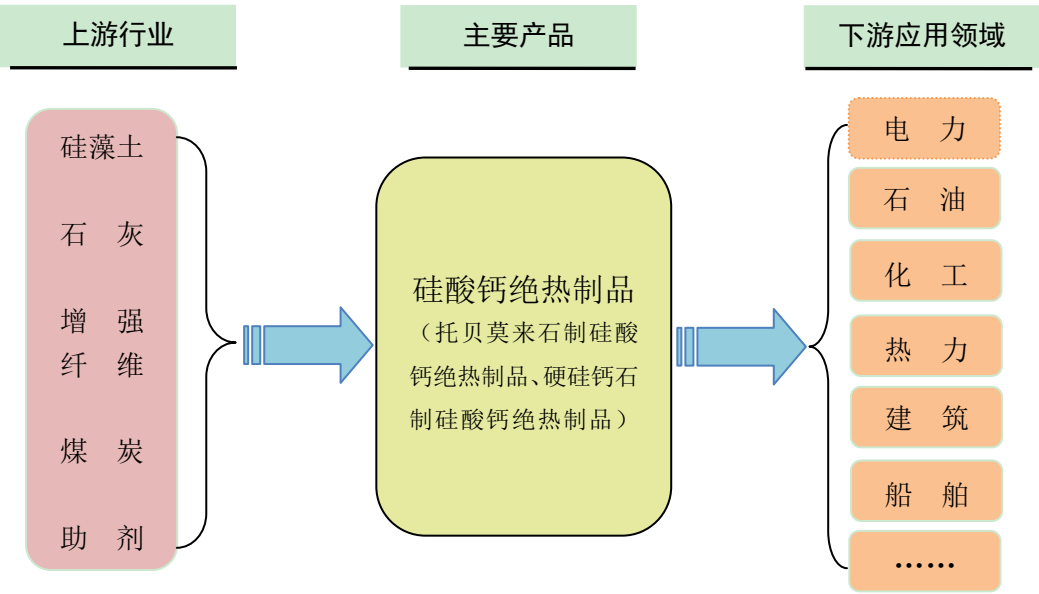 上游行业
主要产品
下游应用领域
硅藻土
石 灰
增 强
纤 维
煤 炭
助 剂
硅酸钙绝热制品
（托贝莫来石制硅酸
钙绝热制品、硬硅钙石
制硅酸钙绝热制品）
电 力
石 油
化 工
热 力
建 筑
船 舶
……